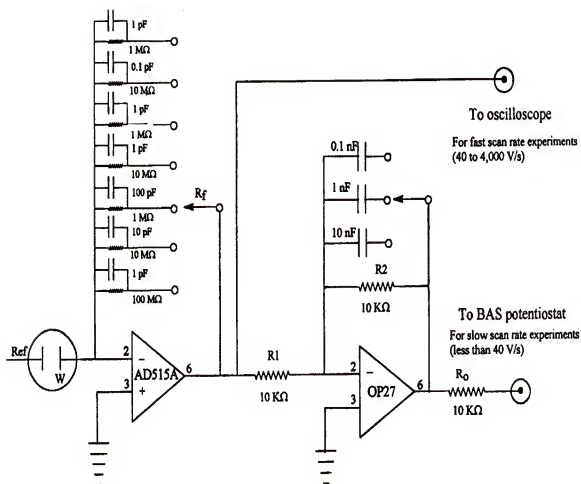 1 pF
1 MΩ
0.1 pF
10 MΩ
1 pF
1 MΩ
1 pF
10 MΩ
100 pF
1 MΩ
10 pF
10 MΩ
1 pF
100 MΩ
Rf
To oscilloscope
For fast scan rate experiments
(40 to 4,000 V/s)
0.1 nF
1 nF
10 nF
R2
10 KΩ
To BAS potentiostat
For slow scan rate experiments
(less than 40 V/s)
Ref
W
2
−
AD515A
6
3
+
R1
10 KΩ
2
−
OP27
6
3
Ro
10 KΩ